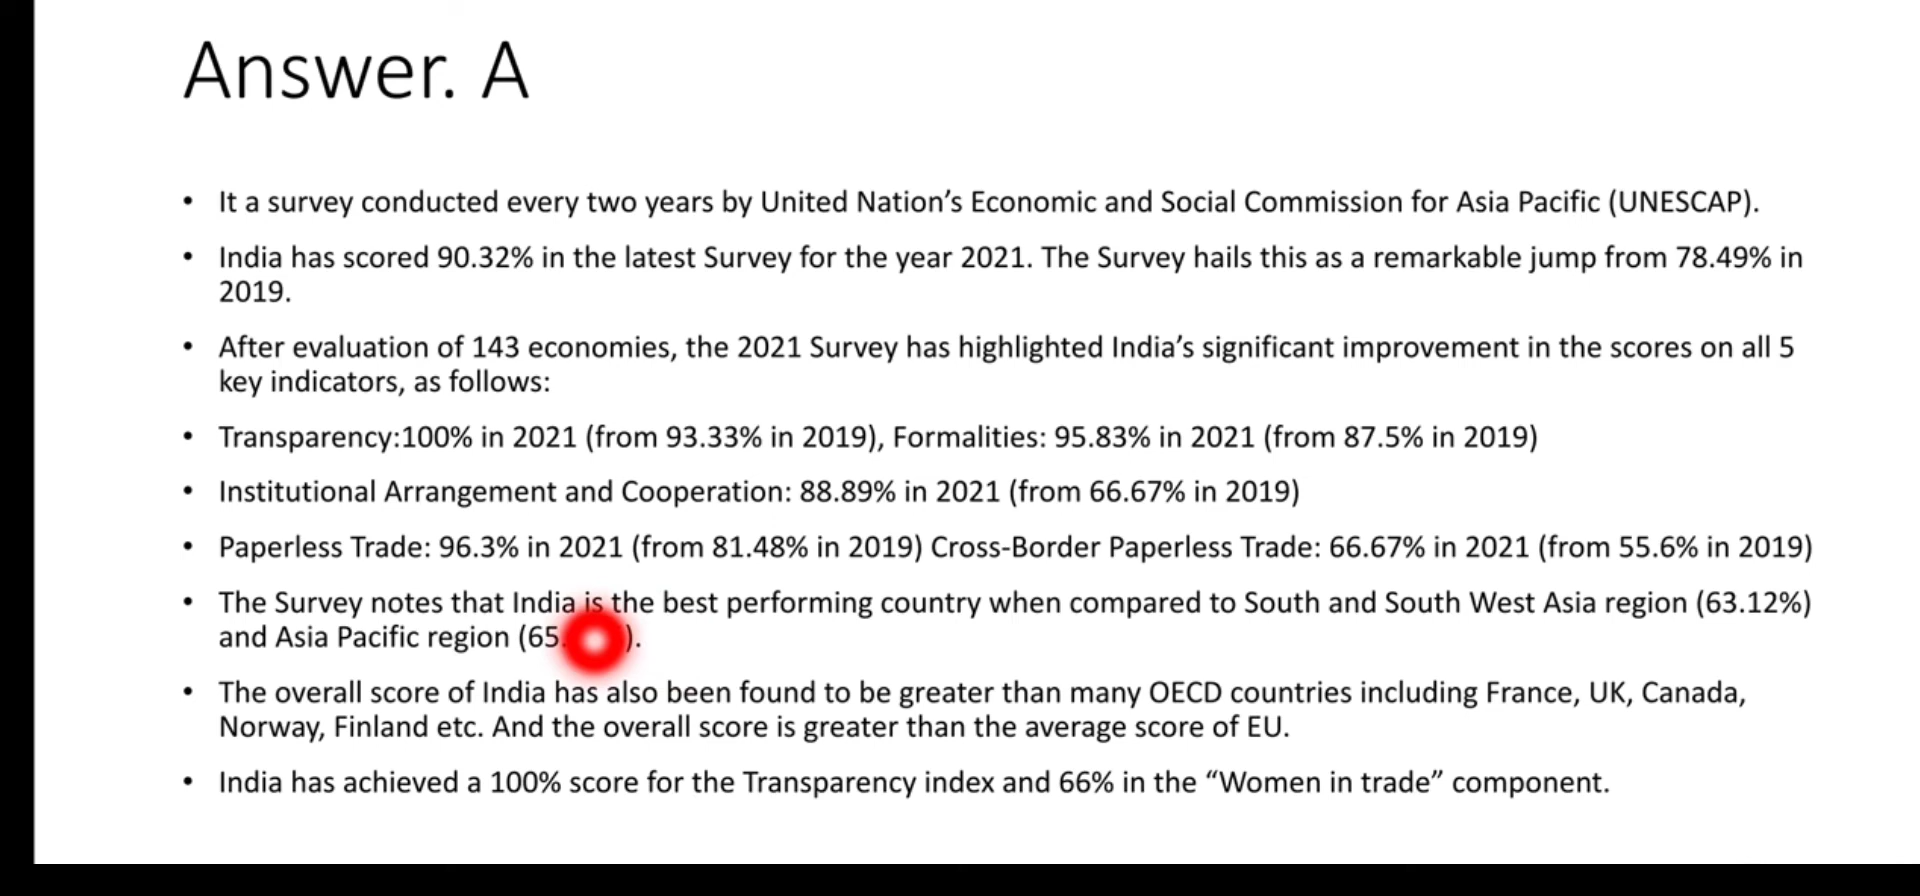 Answer. A
• It a survey conducted every two years by United Nation’s Economic and Social Commission for Asia Pacific (UNESCAP).
• India has scored 90.32% in the latest Survey for the year 2021. The Survey hails this as a remarkable jump from 78.49% in
2019.
• After evaluation of 143 economies, the 2021 Survey has highlighted India’s significant improvement in the scores on all 5
key indicators, as follows:
• Transparency:100% in 2021 (from 93.33% in 2019), Formalities: 95.83% in 2021 (from 87.5% in 2019)
• Institutional Arrangement and Cooperation: 88.89% in 2021 (from 66.67% in 2019)
• Paperless Trade: 96.3% in 2021 (from 81.48% in 2019) Cross-Border Paperless Trade: 66.67% in 2021 (from 55.6% in 2019)
• The Survey notes that India is the best performing country when compared to South and South West Asia region (63.12%)
and Asia Pacific region
• The overall score of India has also been found to be greater than many OECD countries including France, UK, Canada,
Norway, Finland etc. And the overall score is greater than the average score of EU.
• India has achieved a 100% score for the Transparency index and 66% in the “Women in trade” component.